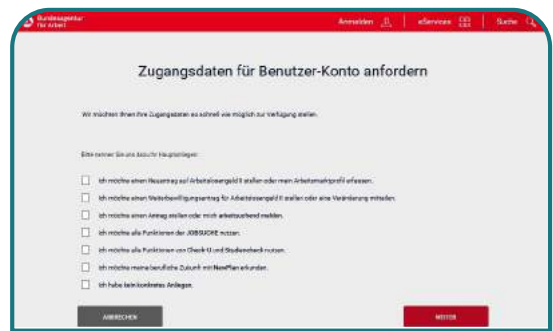 Bundesagentur
für Arbeit
Anmelden
eServices
Suche
Zugangsdaten für Benutzer-Konto anfordern
Wir möchten Ihnen Ihre Zugangsdaten so schnell wie möglich zur Verfügung stellen.
Bitte nennen Sie uns dazu Ihr Hauptanliegen:
Ich möchte einen Neuantrag auf Arbeitslosengeld II stellen oder mein Arbeitsmarktprofil erfassen.
Ich möchte einen Weiterbewilligungsantrag für Arbeitslosengeld II stellen oder eine Veränderung mitteilen.
Ich möchte einen Antrag stellen oder mich arbeitsuchend melden.
Ich möchte alle Funktionen der JOBSUCHE nutzen.
Ich möchte alle Funktionen von Check-U und Studiencheck nutzen.
Ich möchte meine berufliche Zukunft mit NewPlan erkunden.
Ich habe kein konkretes Anliegen.
ABBRECHEN
WEITER